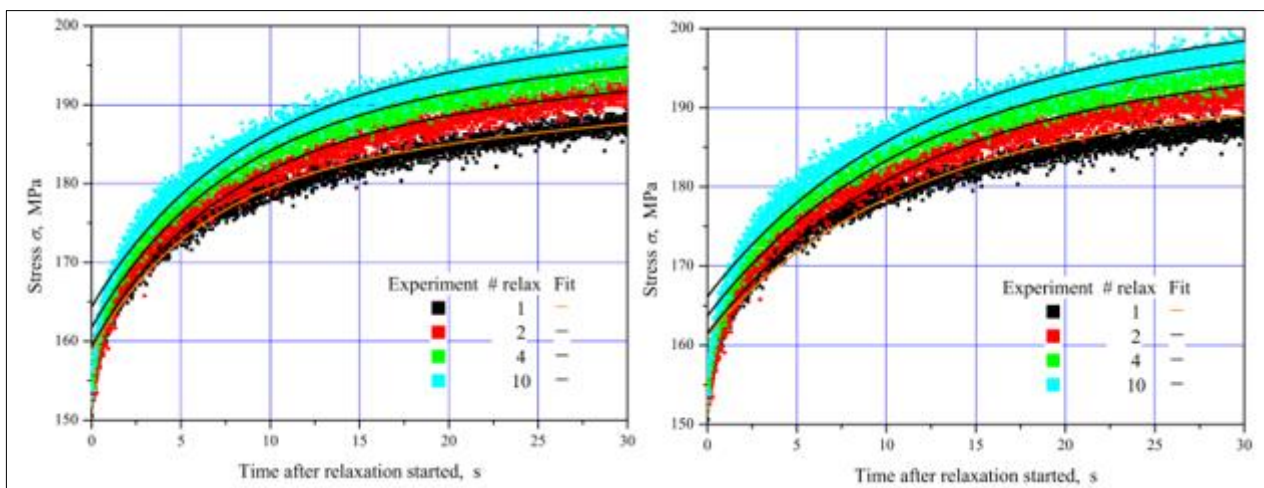 200
190
180
170
160
150
Stress σ, MPa
Experiment # relax Fit
1
2
4
10
0 5 10 15 20 25 30
Time after relaxation started, s
200
190
180
170
160
150
Stress σ, MPa
Experiment # relax Fit
1
2
4
10
0 5 10 15 20 25 30
Time after relaxation started, s